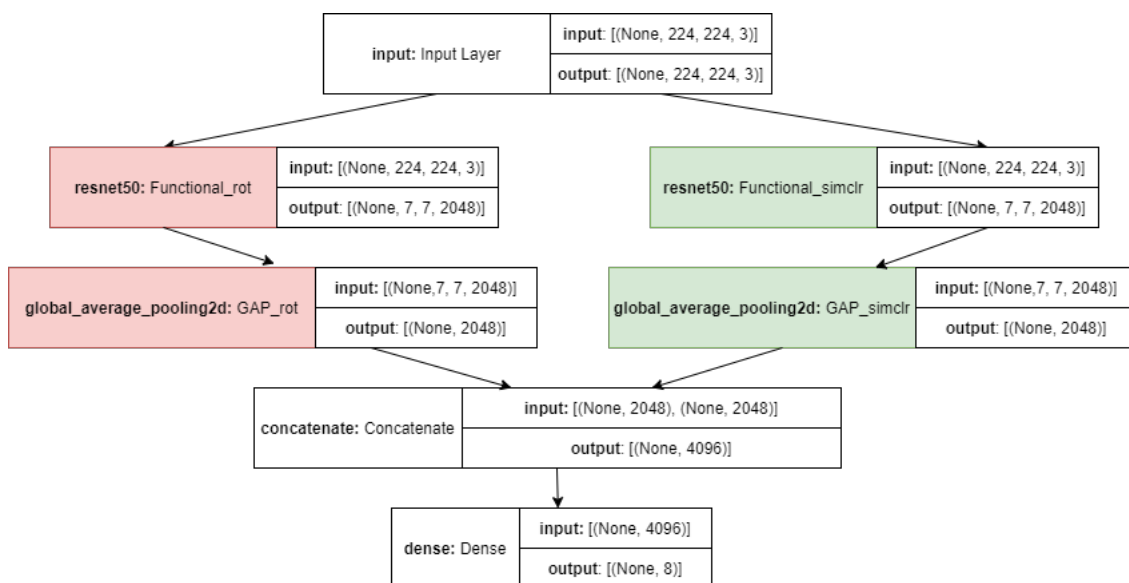 input: Input Layer
input: [(None, 224, 224, 3)]
output: [(None, 224, 224, 3)]
resnet50: Functional_rot
input: [(None, 224, 224, 3)]
output: [(None, 7, 7, 2048)]
resnet50: Functional_simclr
input: [(None, 224, 224, 3)]
output: [(None, 7, 7, 2048)]
global_average_pooling2d: GAP_rot
input: [(None,7, 7, 2048)]
output: [(None, 2048)]
global_average_pooling2d: GAP_simclr
input: [(None,7, 7, 2048)]
output: [(None, 2048)]
concatenate: Concatenate
input: [(None, 2048), (None, 2048)]
output: [(None, 4096)]
dense: Dense
input: [(None, 4096)]
output: [(None, 8)]